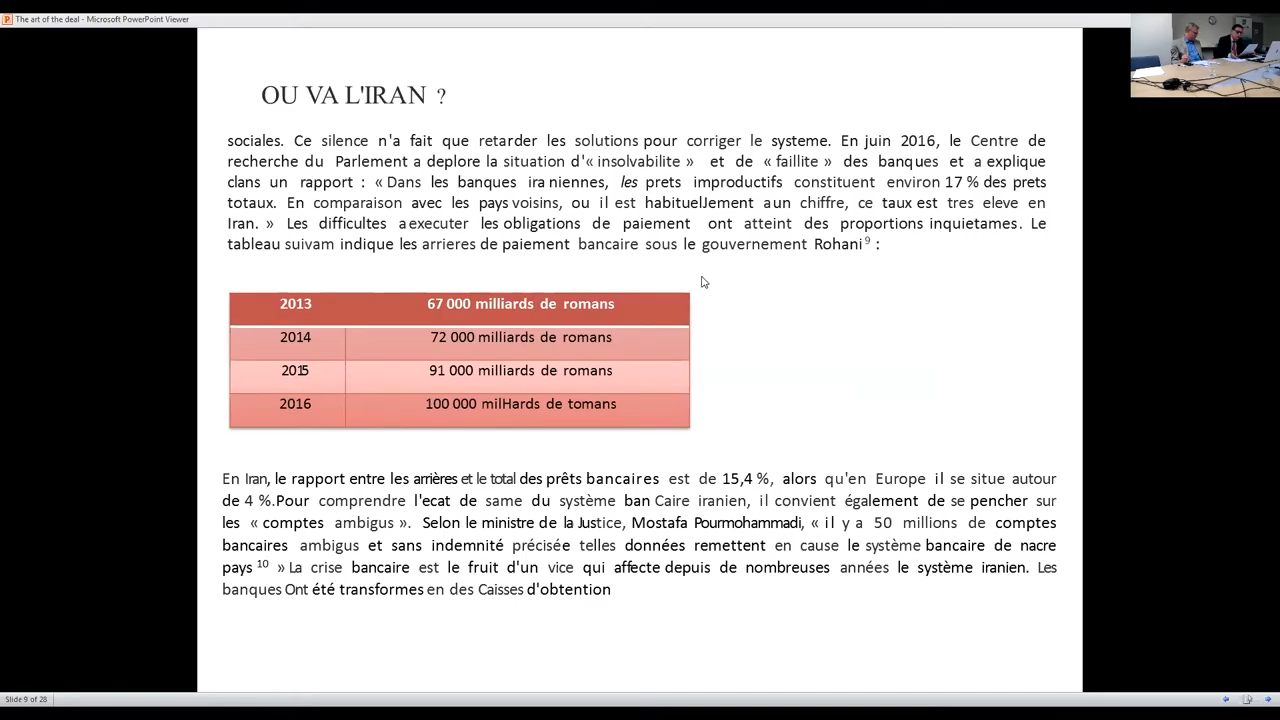 The art of the deal - Microsoft PowerPoint Viewer
OU VA L'IRAN ?
sociales. Ce silence n'a fait que retarder les solutions pour corriger le systeme. En juin 2016, le Centre de
recherche du Parlement a deplore la situation d'« insolvabilite » et de « faillite » des banques et a explique
clans un rapport : « Dans les banques ira niennes, les prets improductifs constituent environ 17 % des prets
totaux. En comparaison avec les pays voisins, ou il est habituelJement aun chiffre, ce taux est tres eleve en
Iran. » Les difficultes a executer les obligations de paiement ont atteint des proportions inquietames. Le
tableau suivam indique les arrieres de paiement bancaire sous le gouvernement Rohani⁹ :
2013 67 000 milliards de romans
2014 72 000 milliards de romans
2015 91 000 milliards de romans
2016 100 000 milHards de tomans
En Iran, le rapport entre les arrières et le total des prêts bancaires est de 15,4 %, alors qu'en Europe il se situe autour
de 4 %.Pour comprendre l'ecat de same du système ban Caire iranien, il convient également de se pencher sur
les « comptes ambigus ». Selon le ministre de la Justice, Mostafa Pourmohammadi, « il y a 50 millions de comptes
bancaires ambigus et sans indemnité précisée telles données remettent en cause le système bancaire de nacre
pays ¹⁰ » La crise bancaire est le fruit d'un vice qui affecte depuis de nombreuses années le système iranien. Les
banques Ont été transformes en des Caisses d'obtention
Slide 9 of 28